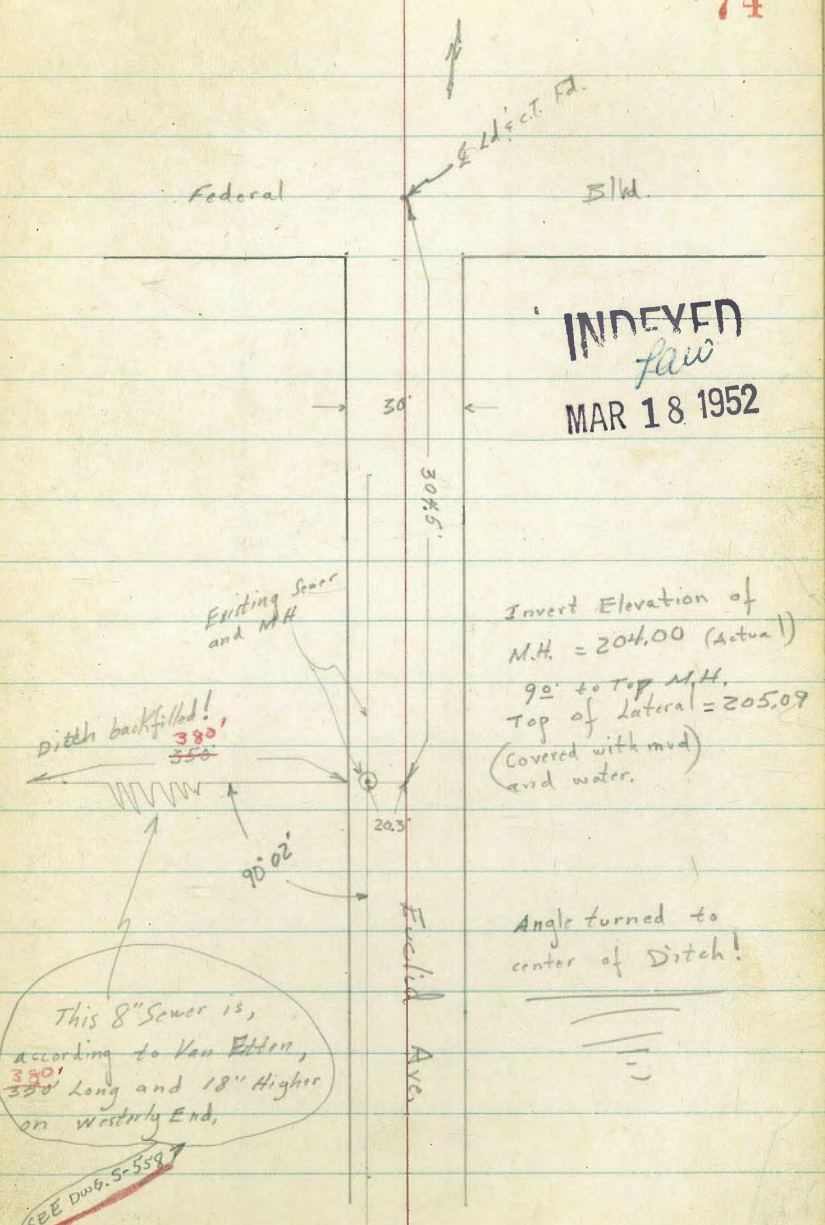 74
N
℄ Ld & c.T. Fd.
Federal Blvd.
INDEXED
MAR 18 1952
30'
304.6'
Existing Sewer
and MH
Invert Elevation of
M.H. = 204.00 (Actual)
9.0' to Top M.H.
Top of Lateral = 205.09
(Covered with mud)
and water.
Ditch backfilled!
380'
350'
20.3'
90°02'
Euclid Ave.
Angle turned to
center of Ditch!
This 8" Sewer is,
according to Van Etten,
380'
350' Long and 18" Higher
on Westerly End.
SEE DWG. S-558